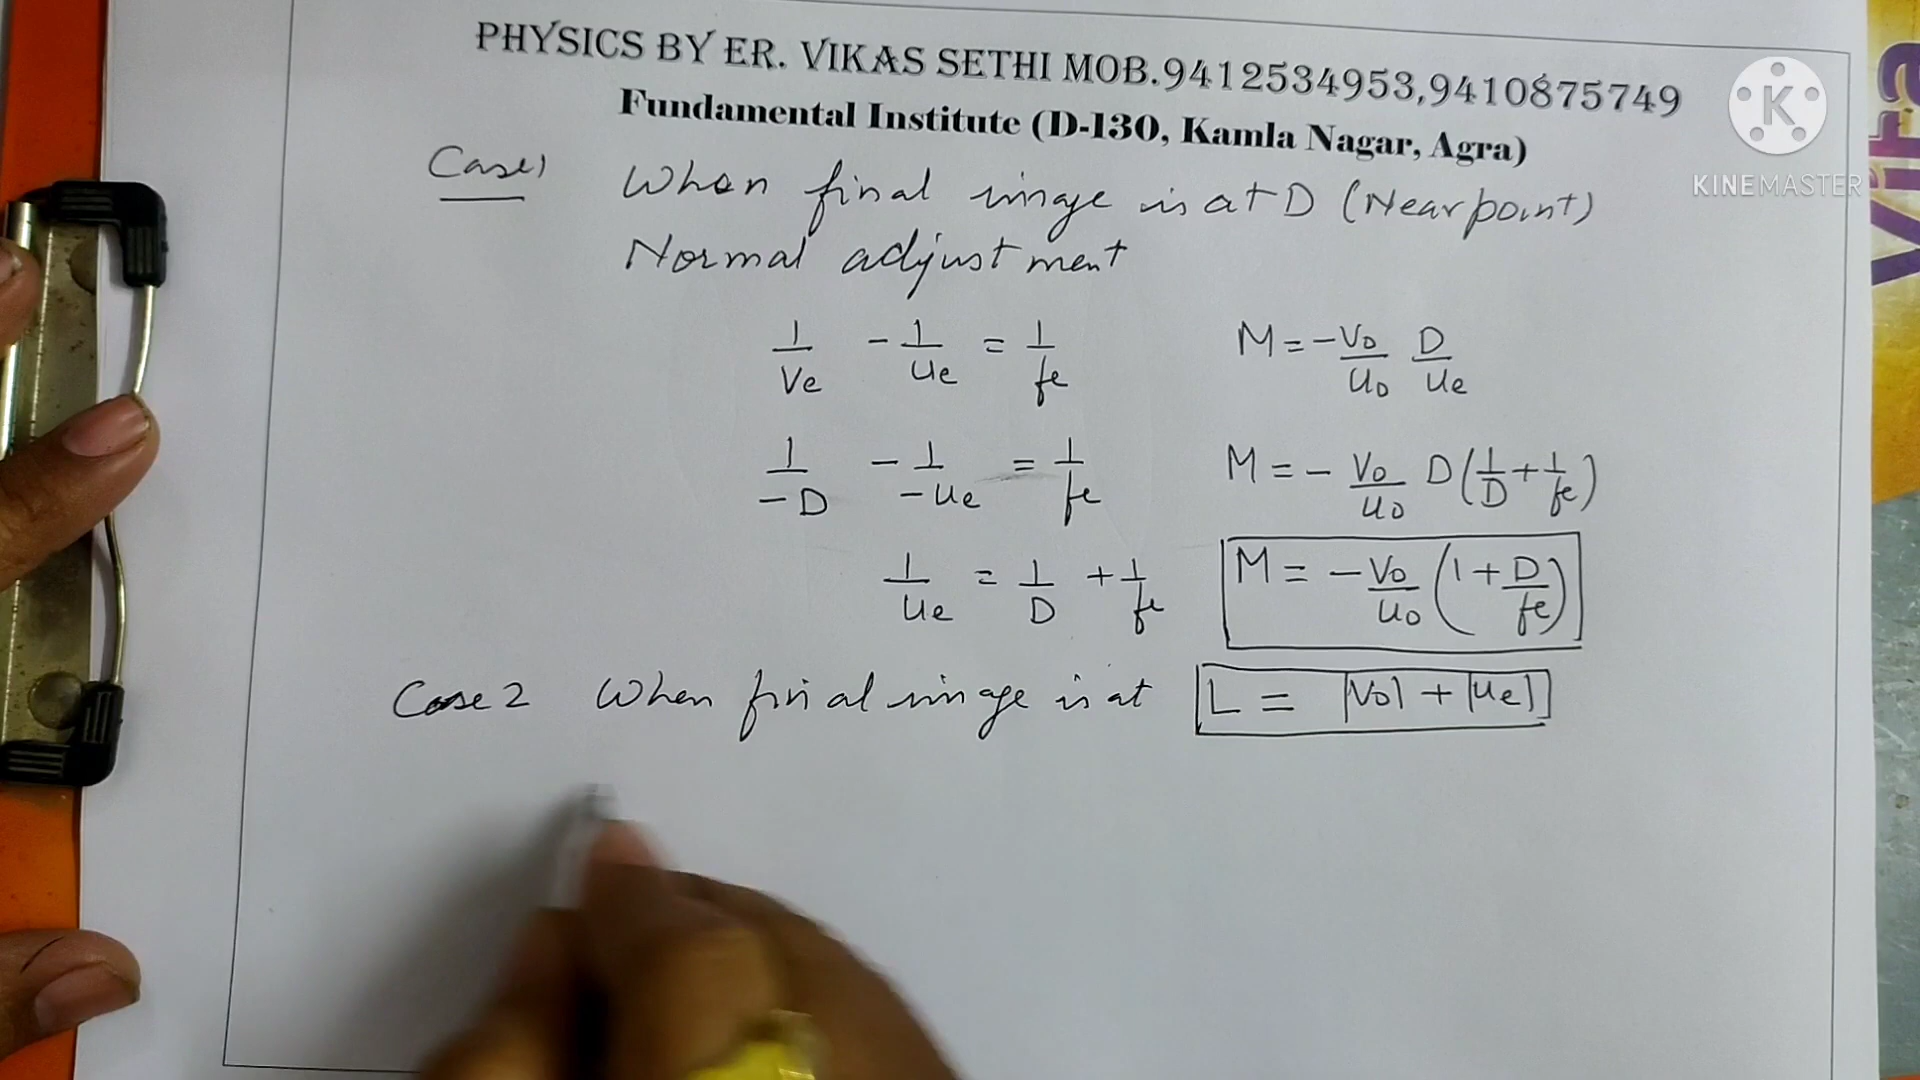 PHYSICS BY ER. VIKAS SETHI MOB.9412534953,9410875749
Fundamental Institute (D-130, Kamla Nagar, Agra)
KINEMASTER
Case 1 When final image is at D (Near point)
Normal adjustment
1/Ve - 1/ue = 1/fe M = -Vo/uo D/ue
1/-D - 1/-ue = 1/fe M = - Vo/uo D(1/D + 1/fe)
1/ue = 1/D + 1/fe M = -Vo/uo (1 + D/fe)
Case 2 When final image is at L = |Vo| + |ue|